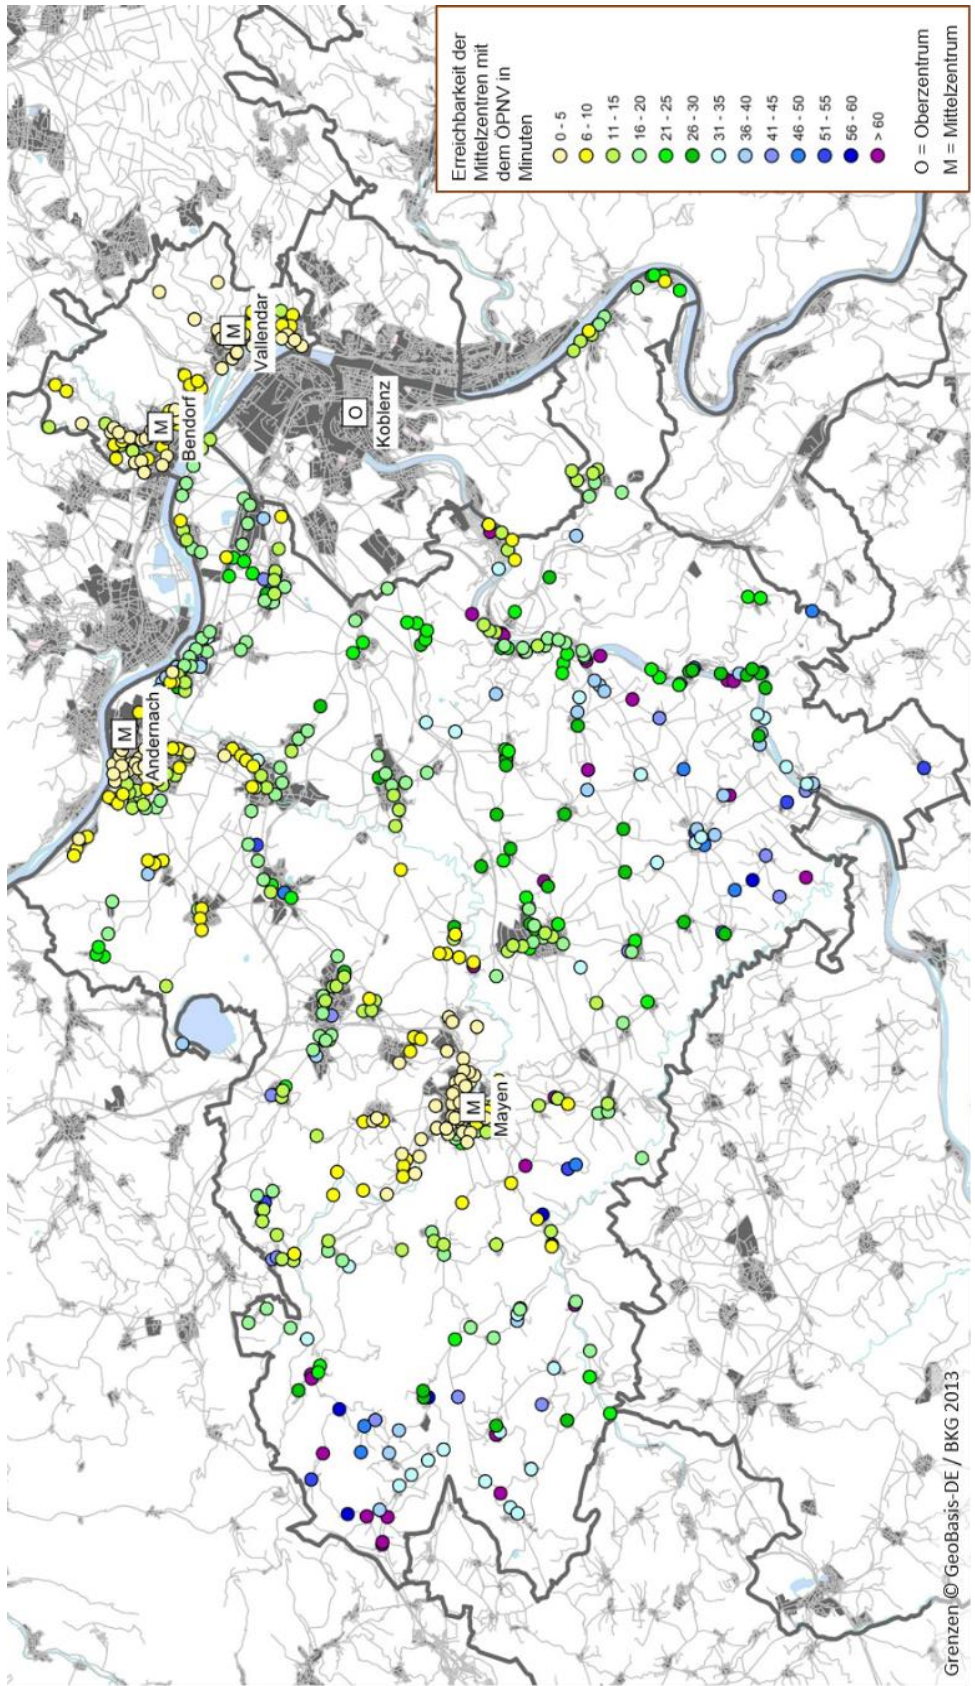 Erreichbarkeit der
Mittelzentren mit
dem ÖPNV in
Minuten
0 - 5
6 - 10
11 - 15
16 - 20
21 - 25
26 - 30
31 - 35
36 - 40
41 - 45
46 - 50
51 - 55
56 - 60
> 60
O = Oberzentrum
M = Mittelzentrum
M
Vallendar
M
Bendorf
O
Koblenz
M
Andernach
M
Mayen
Grenzen © GeoBasis-DE / BKG 2013